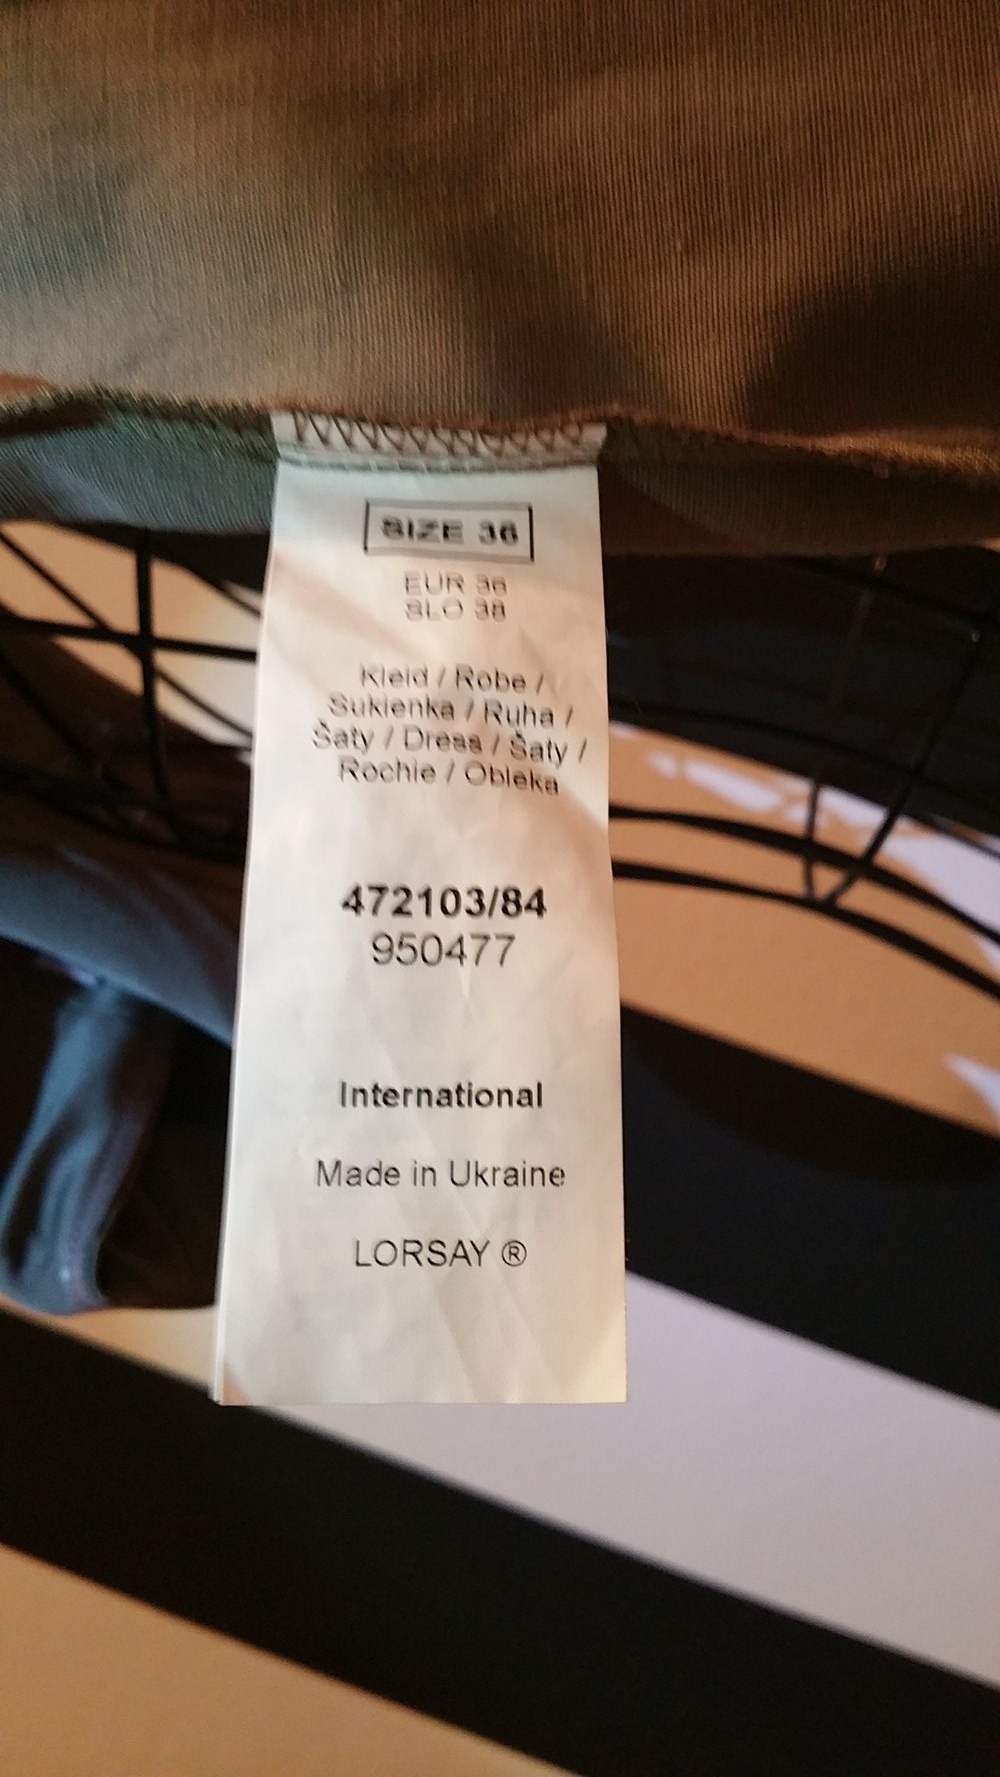 SIZE 36
EUR 36
SLO 38
Kleid / Robe /
Sukienka / Ruha /
Šaty / Dress / Šaty /
Rochie / Obleka
472103/84
950477
International
Made in Ukraine
LORSAY ®